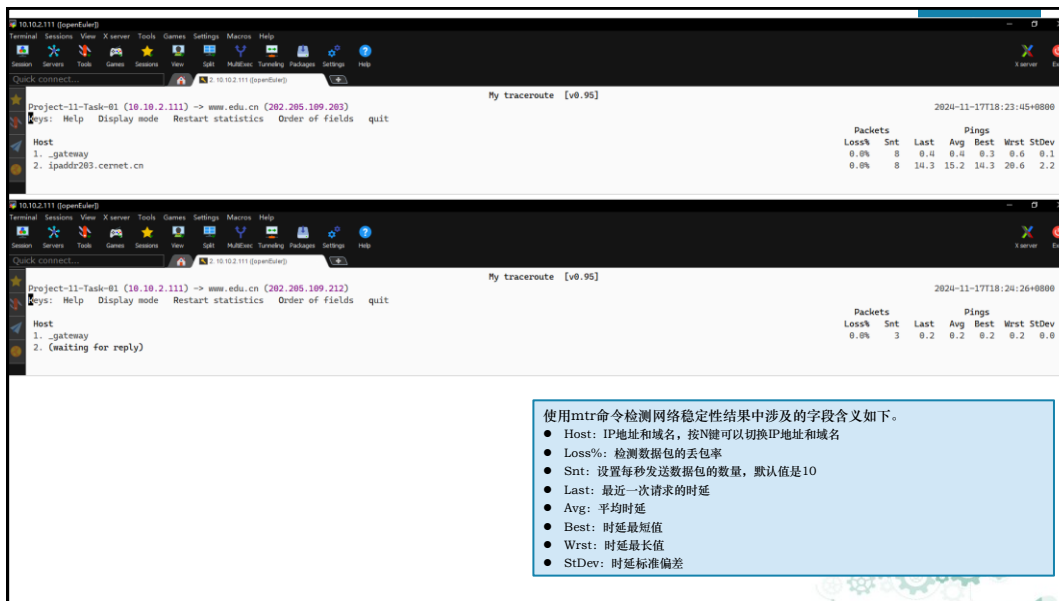 10.10.2.111 ([openEuler])
Terminal Sessions View X server Tools Games Settings Macros Help
Session Servers Tools Games Sessions View Split MultiExec Tunneling Packages Settings Help X server
Quick connect... 2. 10.10.2.111 ([openEuler])
My traceroute [v0.95]
Project-11-Task-01 (10.10.2.111) -> www.edu.cn (202.205.109.203) 2024-11-17T18:23:45+0800
Keys: Help Display mode Restart statistics Order of fields quit
Packets Pings
Host Loss% Snt Last Avg Best Wrst StDev
1. _gateway 0.0% 8 0.4 0.4 0.3 0.6 0.1
2. ipaddr203.cernet.cn 0.0% 8 14.3 15.2 14.3 20.6 2.2
10.10.2.111 ([openEuler])
Terminal Sessions View X server Tools Games Settings Macros Help
Session Servers Tools Games Sessions View Split MultiExec Tunneling Packages Settings Help X server
Quick connect... 2. 10.10.2.111 ([openEuler])
My traceroute [v0.95]
Project-11-Task-01 (10.10.2.111) -> www.edu.cn (202.205.109.212) 2024-11-17T18:24:26+0800
Keys: Help Display mode Restart statistics Order of fields quit
Packets Pings
Host Loss% Snt Last Avg Best Wrst StDev
1. _gateway 0.0% 3 0.2 0.2 0.2 0.2 0.0
2. (waiting for reply)
使用mtr命令检测网络稳定性结果中涉及的字段含义如下。
● Host：IP地址和域名，按N键可以切换IP地址和域名
● Loss%：检测数据包的丢包率
● Snt：设置每秒发送数据包的数量，默认值是10
● Last：最近一次请求的时延
● Avg：平均时延
● Best：时延最短值
● Wrst：时延最长值
● StDev：时延标准偏差